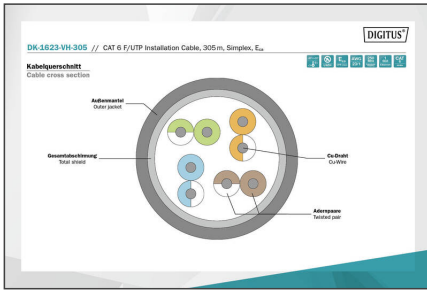 DIGITUS®
DK-1623-VH-305 // CAT 6 F/UTP Installation Cable, 305 m, Simplex, Eca
Kabelquerschnitt
Cable cross section
Außenmantel
Outer jacket
Gesamtabschirmung
Total shield
Cu-Draht
Cu-Wire
Adernpaare
Twisted pair